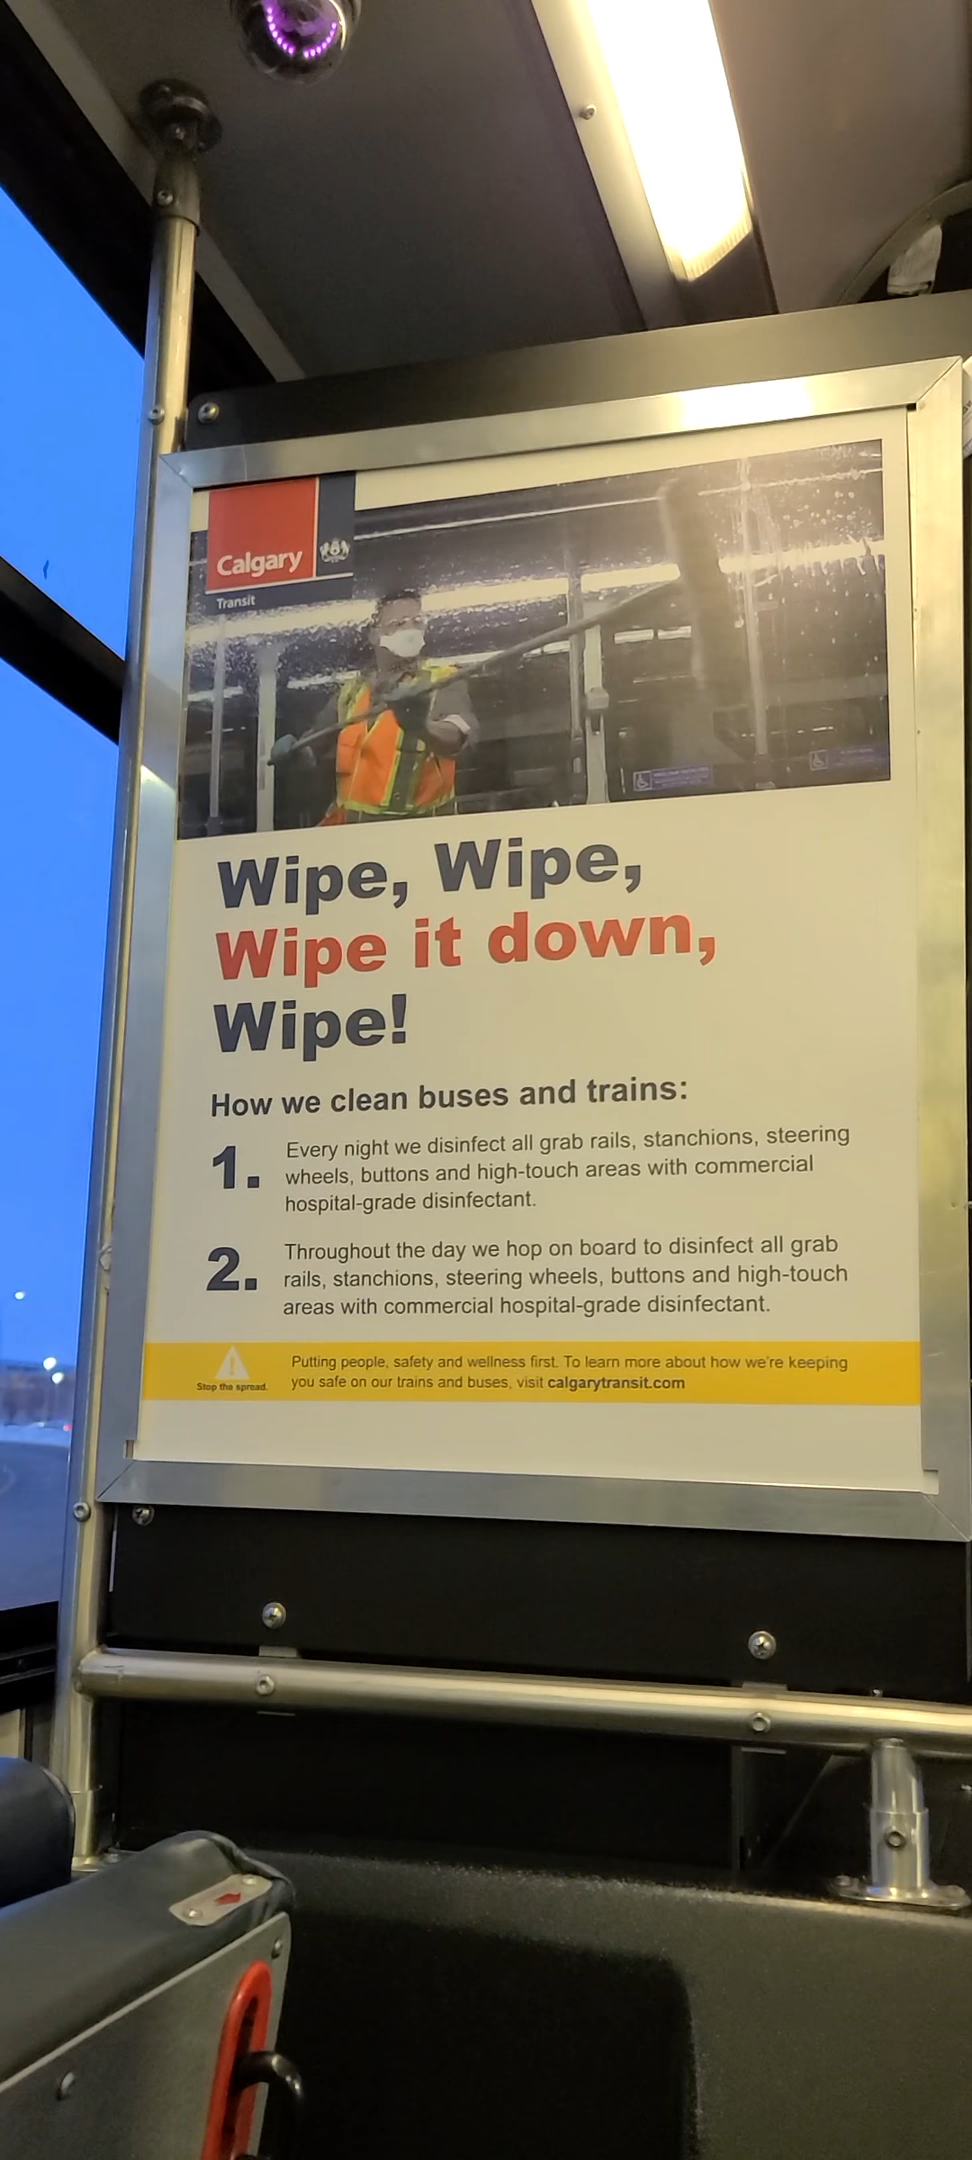 Calgary
Transit
Wipe, Wipe,
Wipe it down,
Wipe!
How we clean buses and trains:
1. Every night we disinfect all grab rails, stanchions, steering
wheels, buttons and high-touch areas with commercial
hospital-grade disinfectant.
2. Throughout the day we hop on board to disinfect all grab
rails, stanchions, steering wheels, buttons and high-touch
areas with commercial hospital-grade disinfectant.
Stop the spread.
Putting people, safety and wellness first. To learn more about how we're keeping
you safe on our trains and buses, visit calgarytransit.com